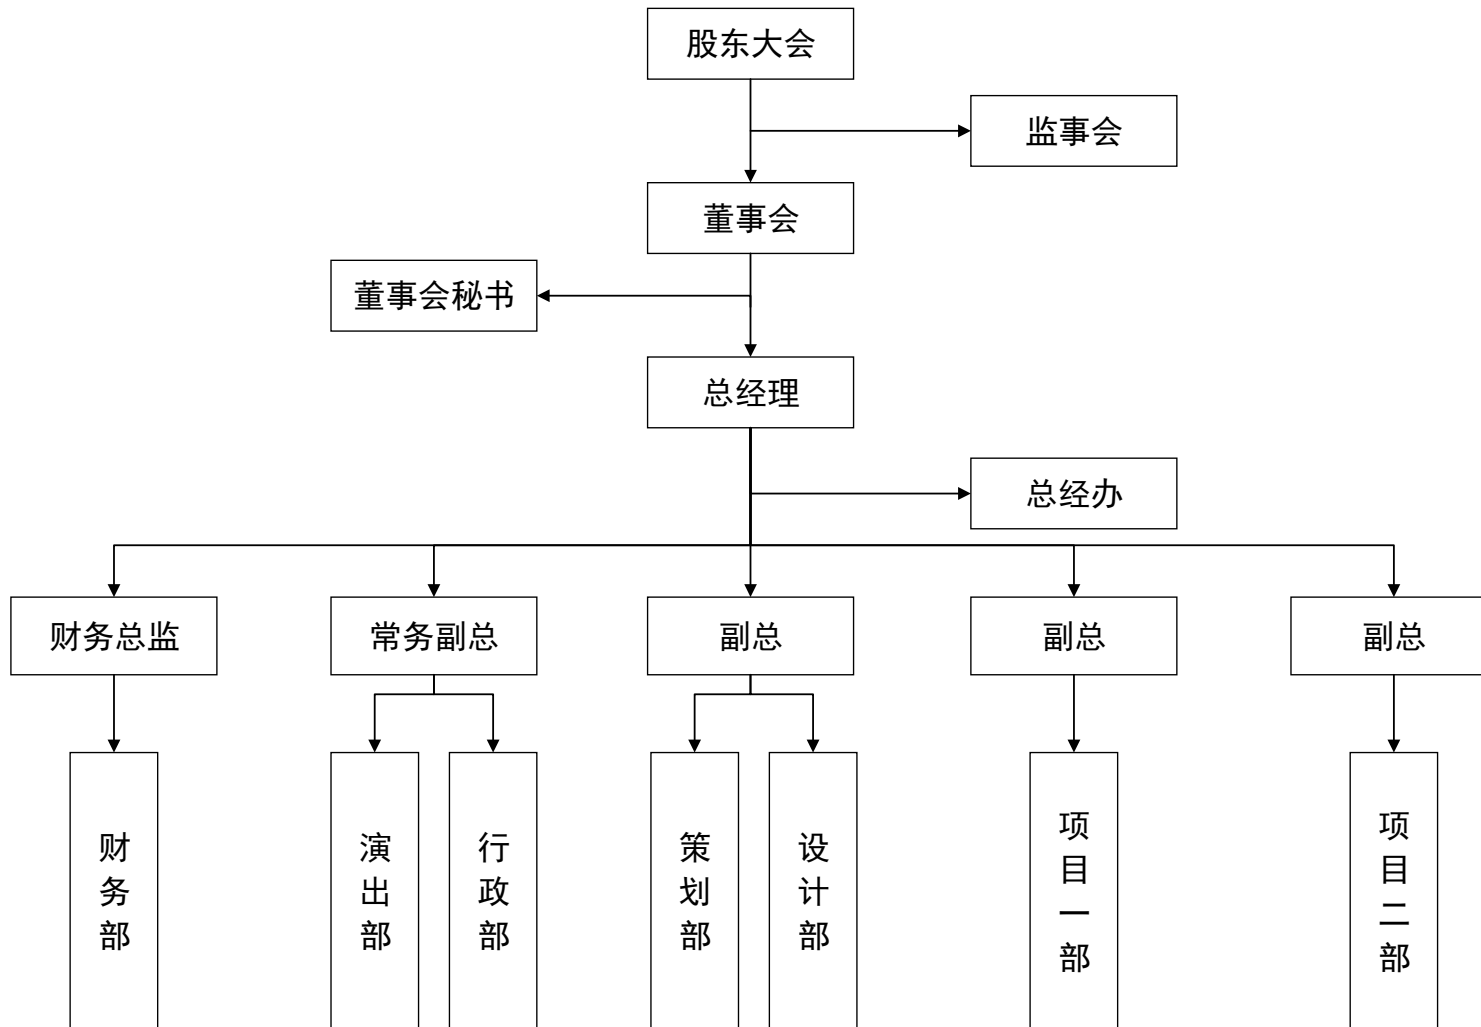 股东大会
监事会
董事会
董事会秘书
总经理
总经办
财务总监
常务副总
副总
副总
副总
财务部
演出部
行政部
策划部
设计部
项目一部
项目二部